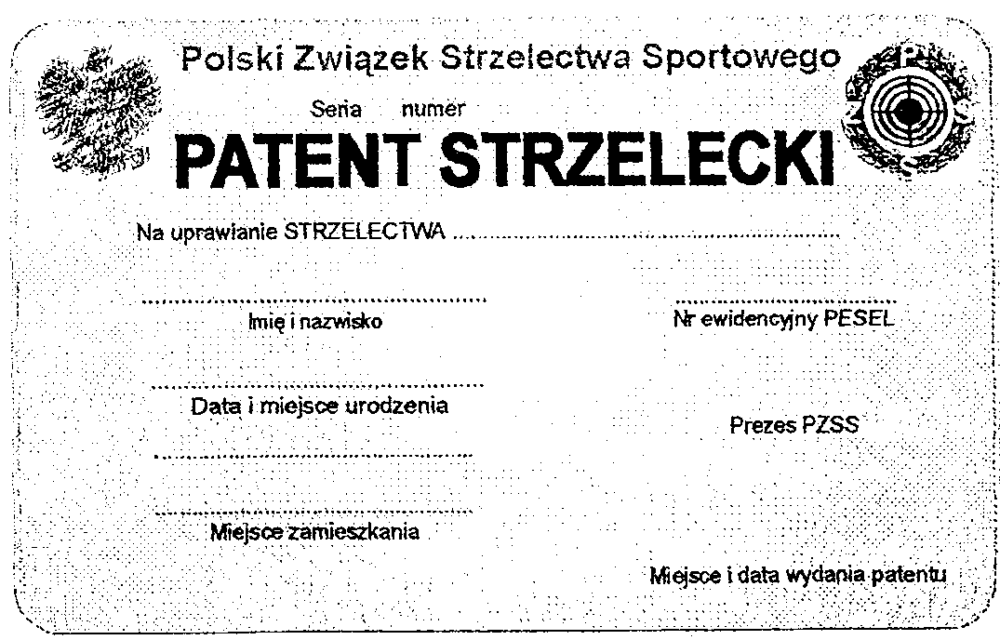 Polski Związek Strzelectwa Sportowego
Seria numer
PATENT STRZELECKI
Na uprawianie STRZELECTWA ......................................................
Imię i nazwisko
Nr ewidencyjny PESEL
Data i miejsce urodzenia
Prezes PZSS
Miejsce zamieszkania
Miejsce i data wydania patentu